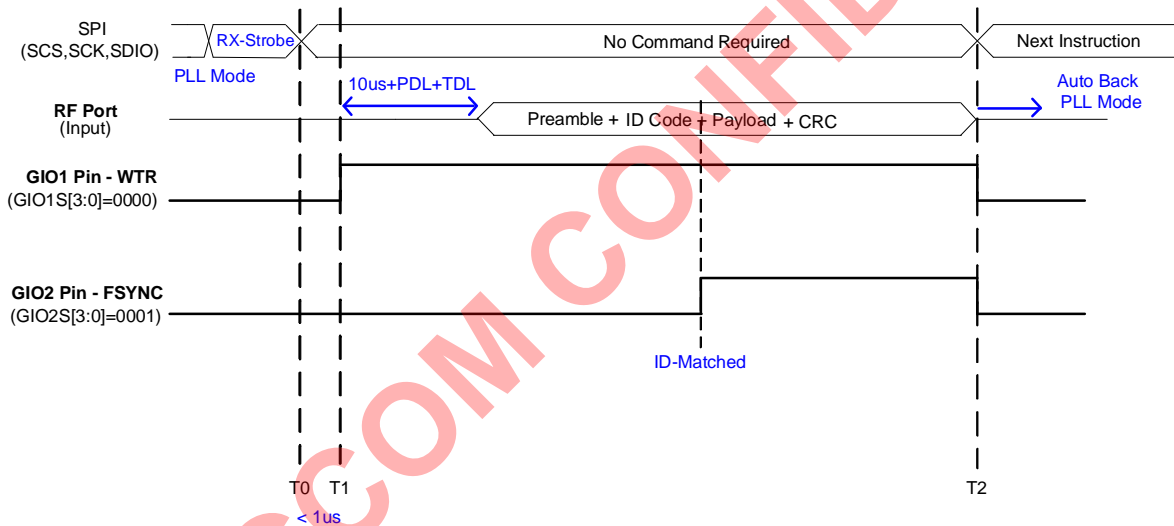 SPI
(SCS,SCK,SDIO)
RX-Strobe
No Command Required
Next Instruction
PLL Mode
10us+PDL+TDL
Auto Back
PLL Mode
RF Port
(Input)
Preamble + ID Code + Payload + CRC
GIO1 Pin - WTR
(GIO1S[3:0]=0000)
GIO2 Pin - FSYNC
(GIO2S[3:0]=0001)
ID-Matched
T0 T1 T2
< 1us
CCOM CONFI